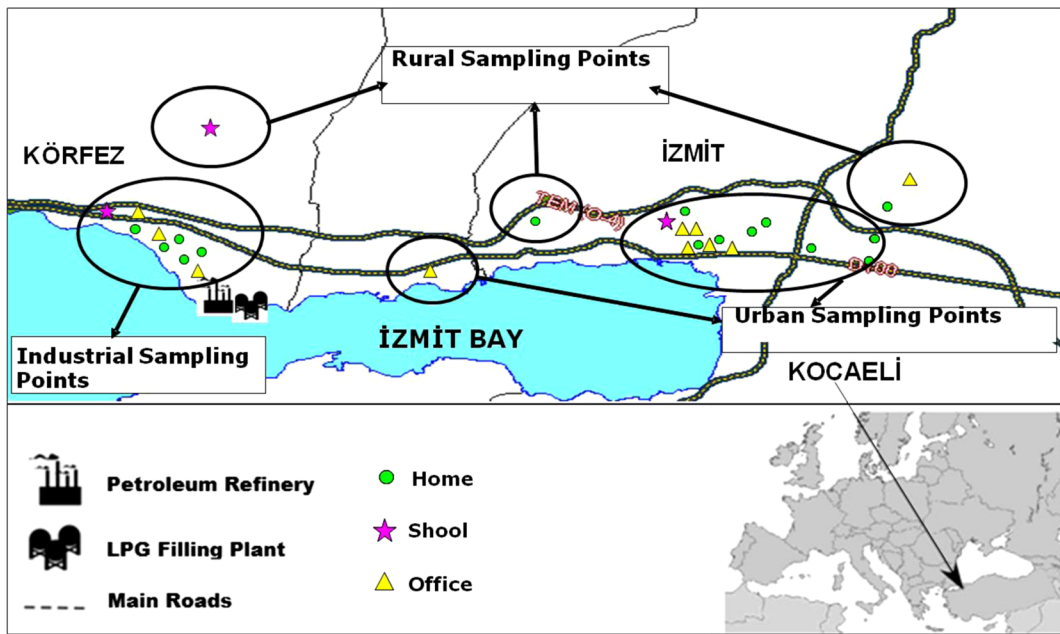 Rural Sampling Points
KÖRFEZ
İZMİT
TEM (O-4)
Urban Sampling Points
İZMİT BAY
Industrial Sampling
Points
KOCAELİ
Petroleum Refinery
Home
LPG Filling Plant
Shool
Main Roads
Office